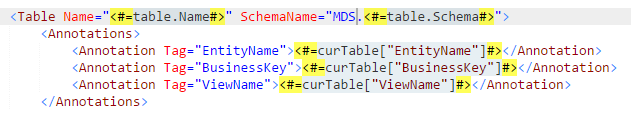 <Table Name="<#=table.Name#>" SchemaName="MDS.<#=table.Schema#>">
<Annotations>
<Annotation Tag="EntityName"><#=curTable["EntityName"]#></Annotation>
<Annotation Tag="BusinessKey"><#=curTable["BusinessKey"]#></Annotation>
<Annotation Tag="ViewName"><#=curTable["ViewName"]#></Annotation>
</Annotations>